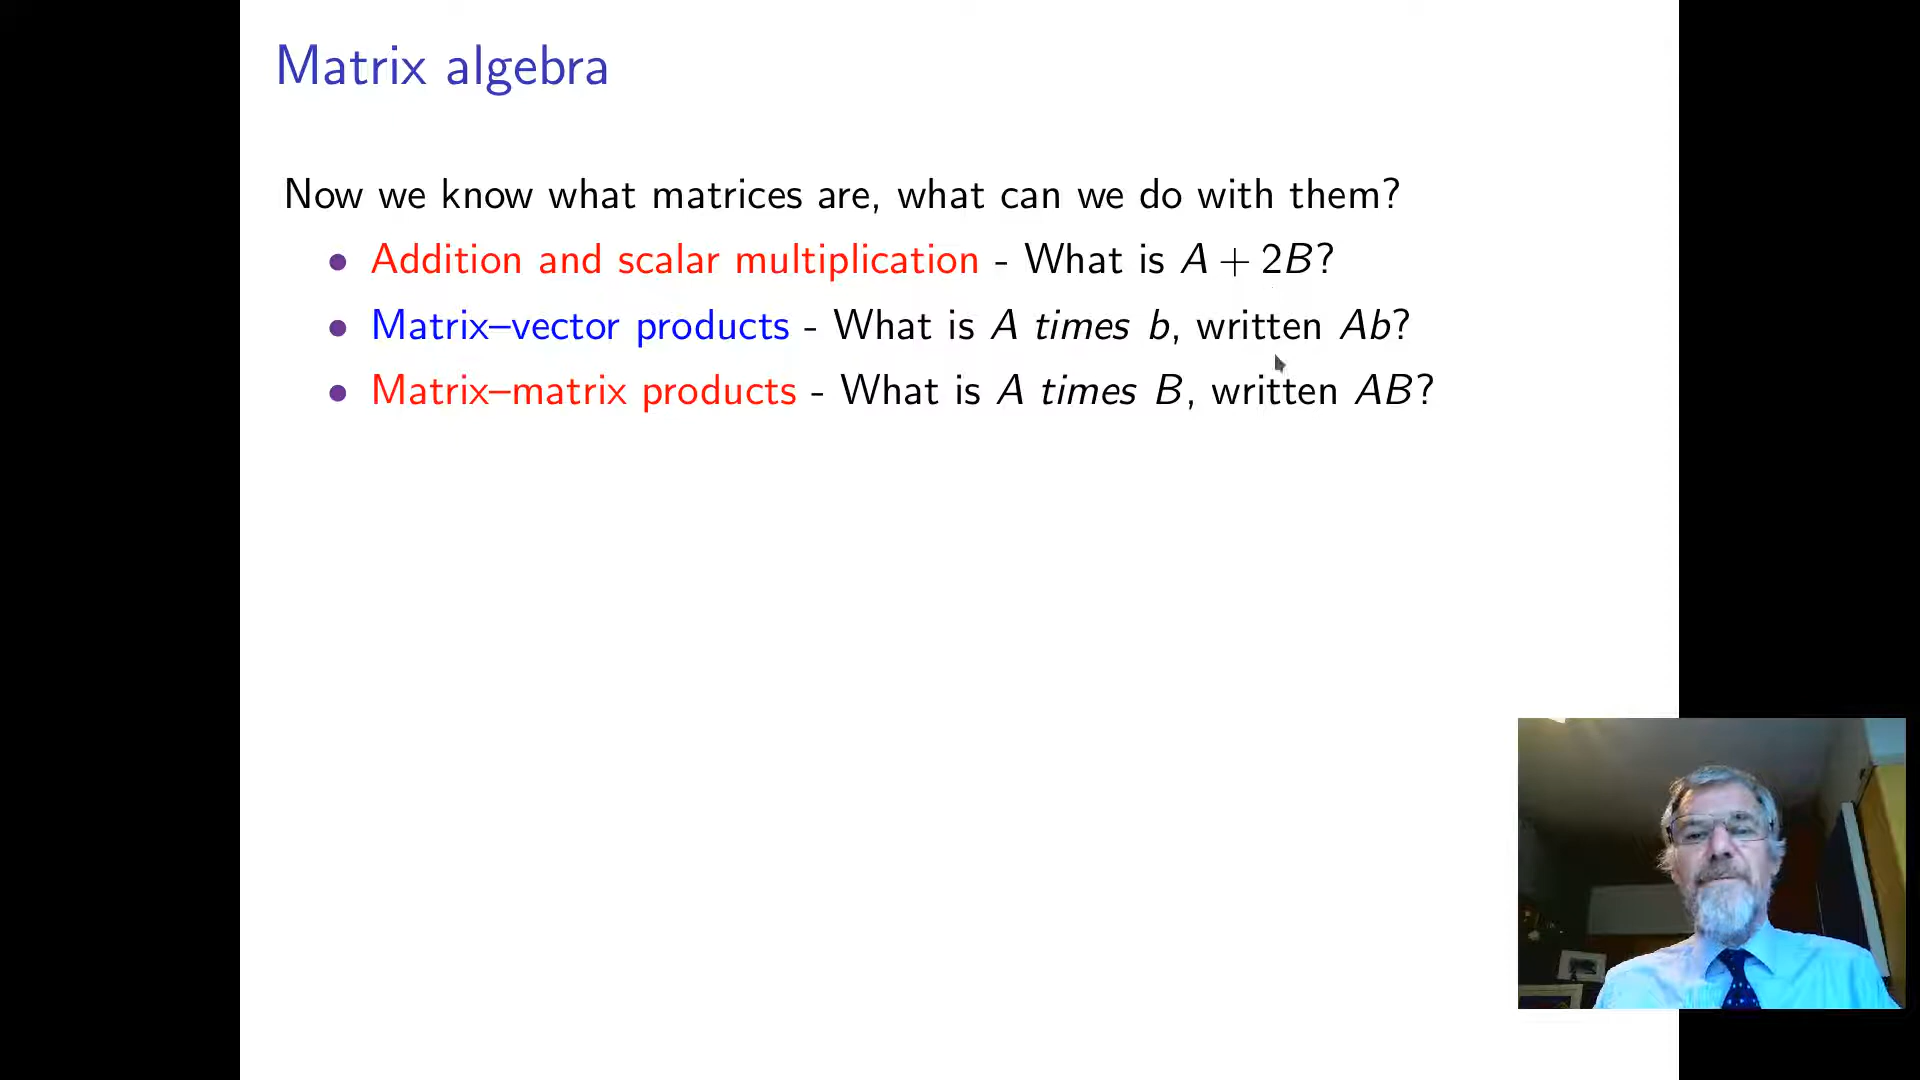 Matrix algebra
Now we know what matrices are, what can we do with them?
• Addition and scalar multiplication - What is A + 2B?
• Matrix–vector products - What is A times b, written Ab?
• Matrix–matrix products - What is A times B, written AB?